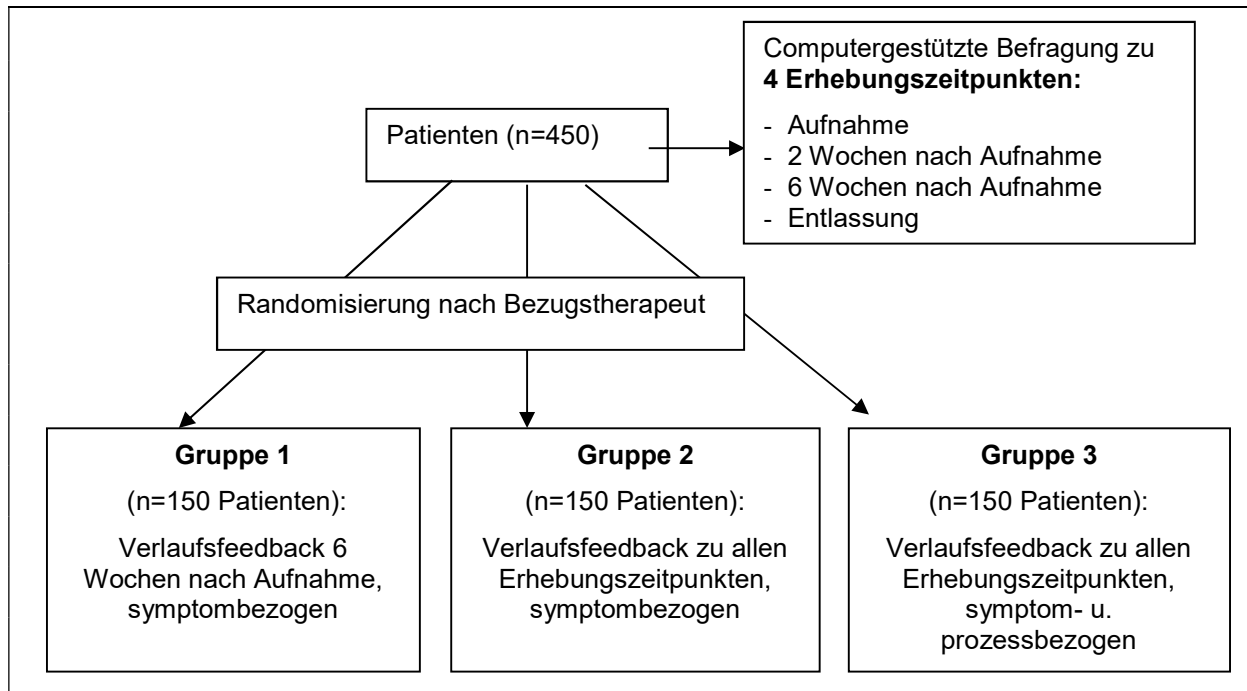 Computergestützte Befragung zu
4 Erhebungszeitpunkten:
- Aufnahme
- 2 Wochen nach Aufnahme
- 6 Wochen nach Aufnahme
- Entlassung
Patienten (n=450)
Randomisierung nach Bezugstherapeut
Gruppe 1
(n=150 Patienten):
Verlaufsfeedback 6
Wochen nach Aufnahme,
symptombezogen
Gruppe 2
(n=150 Patienten):
Verlaufsfeedback zu allen
Erhebungszeitpunkten,
symptombezogen
Gruppe 3
(n=150 Patienten):
Verlaufsfeedback zu allen
Erhebungszeitpunkten,
symptom- u.
prozessbezogen